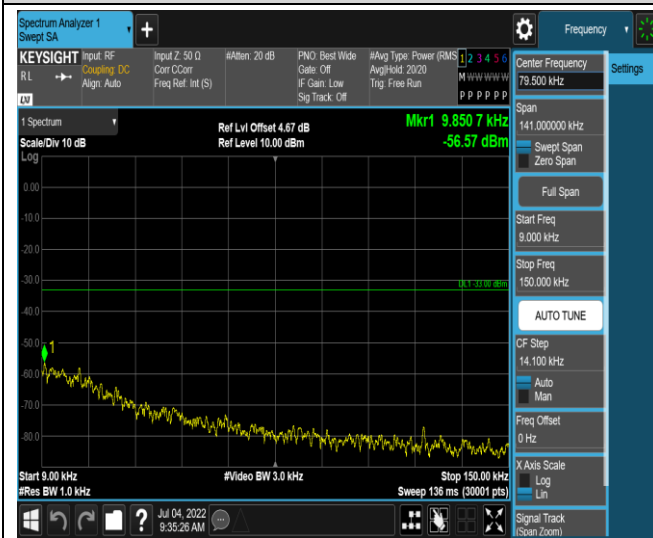 Spectrum Analyzer 1
Swept SA
+
Frequency
KEYSIGHT
RL
LXI
Input: RF
Coupling: DC
Align: Auto
Input Z: 50 Ω
Corr CCorr
Freq Ref: Int (S)
#Atten: 20 dB
PNO: Best Wide
Gate: Off
IF Gain: Low
Sig Track: Off
#Avg Type: Power (RMS
Avg|Hold: 20/20
Trig: Free Run
1 2 3 4 5 6
M W W W W W
P P P P P P
1 Spectrum
Scale/Div 10 dB
Log
Ref Lvl Offset 4.67 dB
Ref Level 10.00 dBm
Mkr1 9.850 7 kHz
-56.57 dBm
0.00
-10.0
-20.0
-30.0
DL1 -33.00 dBm
-40.0
-50.0
1
-60.0
-70.0
-80.0
Start 9.00 kHz
#Res BW 1.0 kHz
#Video BW 3.0 kHz
Stop 150.00 kHz
Sweep 136 ms (30001 pts)
?
Jul 04, 2022
9:35:26 AM
Center Frequency
79.500 kHz
Settings
Span
141.000000 kHz
Swept Span
Zero Span
Full Span
Start Freq
9.000 kHz
Stop Freq
150.000 kHz
AUTO TUNE
CF Step
14.100 kHz
Auto
Man
Freq Offset
0 Hz
X Axis Scale
Log
Lin
Signal Track
(Span Zoom)